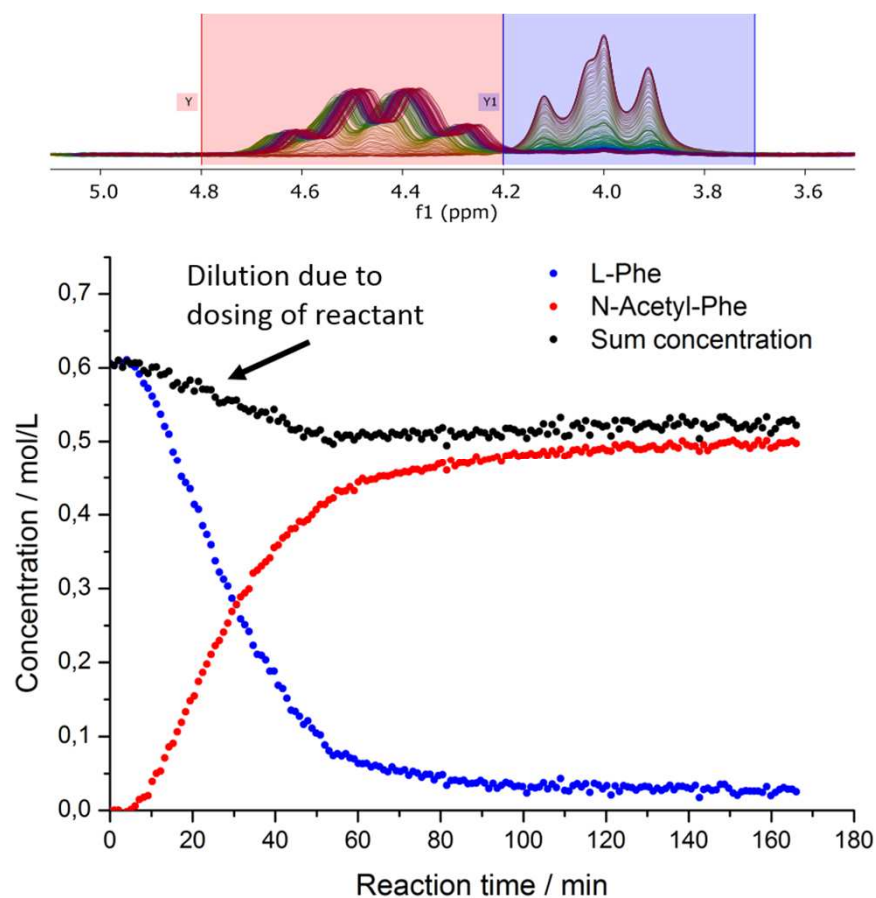 Y
Y1
5.0 4.8 4.6 4.4 4.2 4.0 3.8 3.6
f1 (ppm)
Dilution due to
dosing of reactant
L-Phe
N-Acetyl-Phe
Sum concentration
0,7
0,6
0,5
0,4
0,3
0,2
0,1
0,0
Concentration / mol/L
0 20 40 60 80 100 120 140 160 180
Reaction time / min